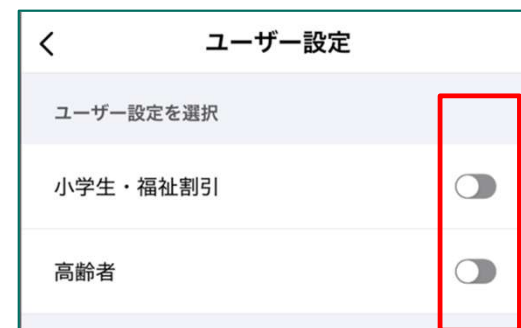 ユーザー設定
ユーザー設定を選択
小学生・福祉割引
高齢者